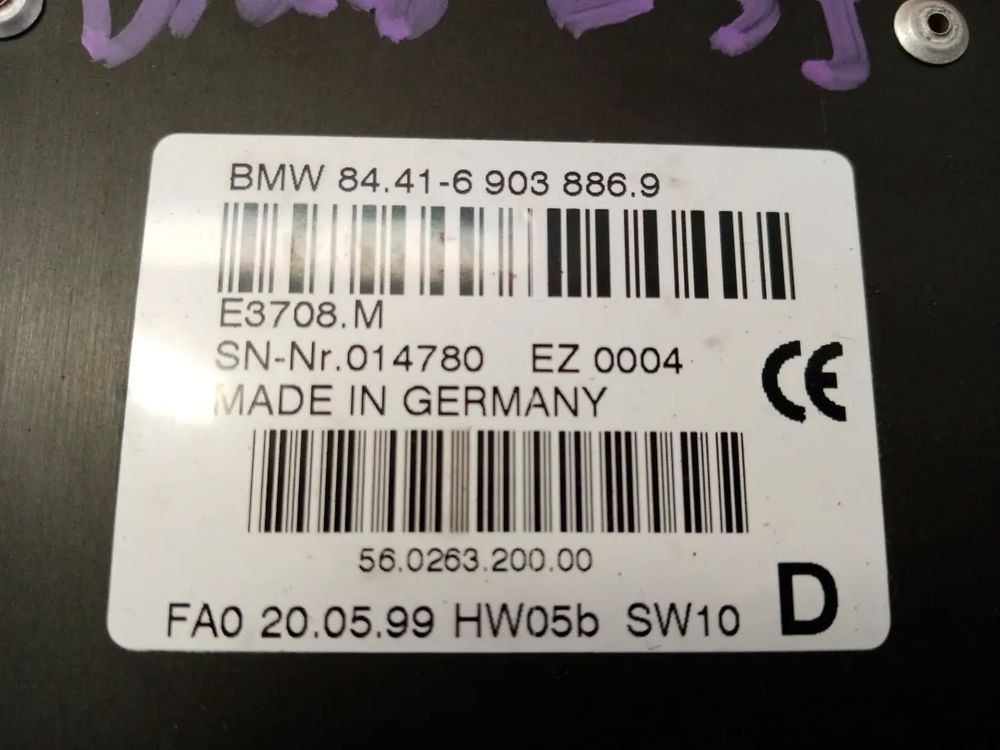 BMW 84.41-6 903 886.9
E3708.M
SN-Nr.014780 EZ 0004
MADE IN GERMANY
CE
56.0263.200.00
FA0 20.05.99 HW05b SW10 D